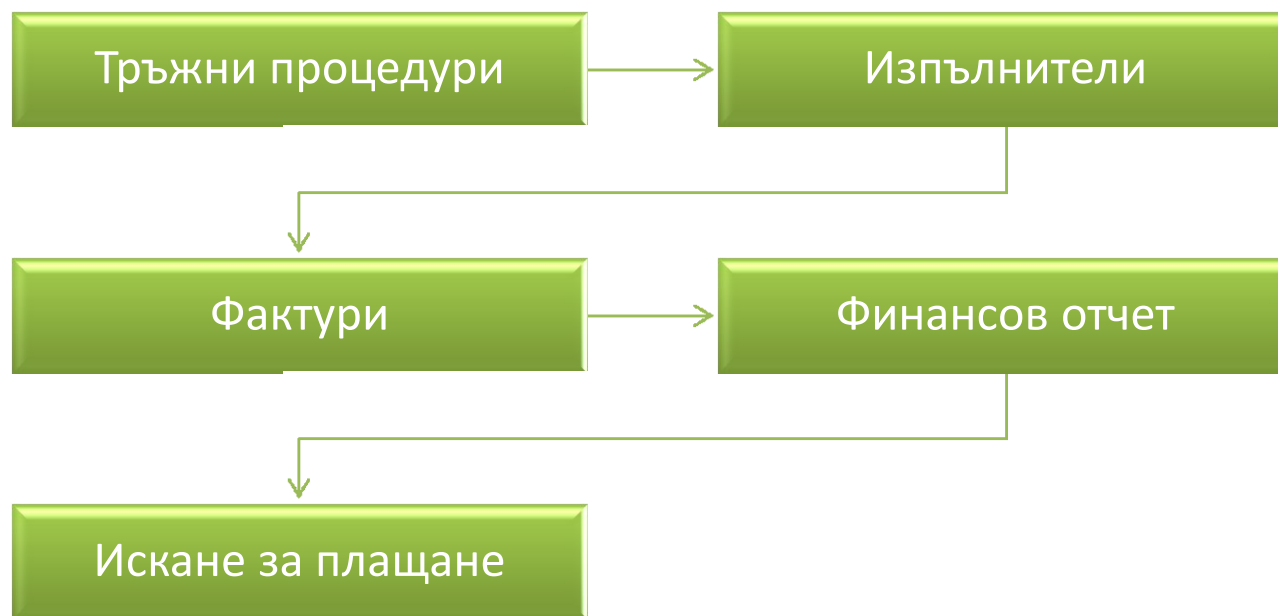 Тръжни процедури
Изпълнители
Фактури
Финансов отчет
Искане за плащане